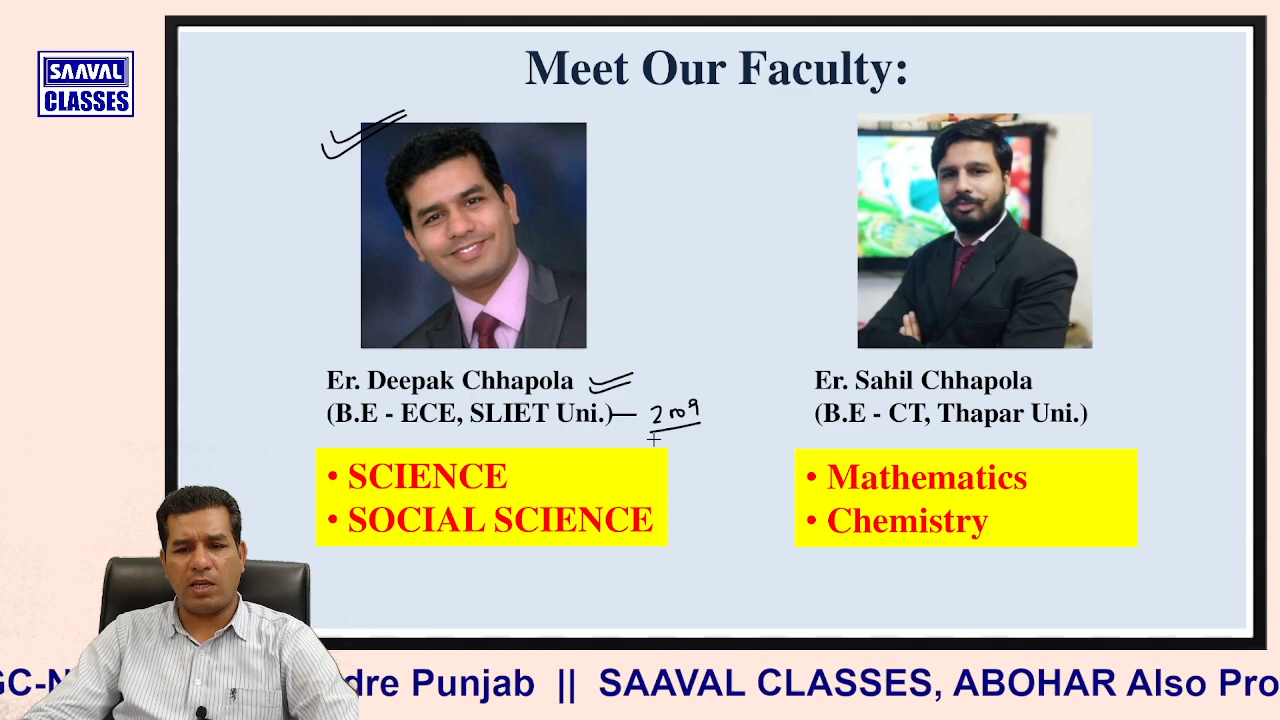 SAAVAL
CLASSES
Meet Our Faculty:
Er. Deepak Chhapola
(B.E - ECE, SLIET Uni.)
• SCIENCE
• SOCIAL SCIENCE
Er. Sahil Chhapola
(B.E - CT, Thapar Uni.)
• Mathematics
• Chemistry
dre Punjab || SAAVAL CLASSES, ABOHAR Also Pro